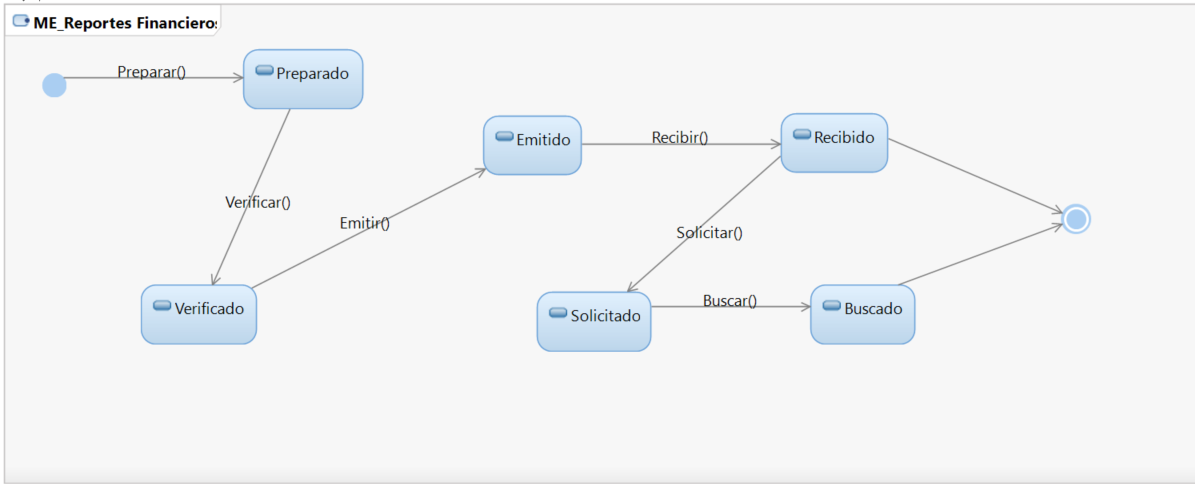 ME_Reportes Financieros
Preparar()
Preparado
Emitido
Recibir()
Recibido
Verificar()
Emitir()
Solicitar()
Verificado
Solicitado
Buscar()
Buscado